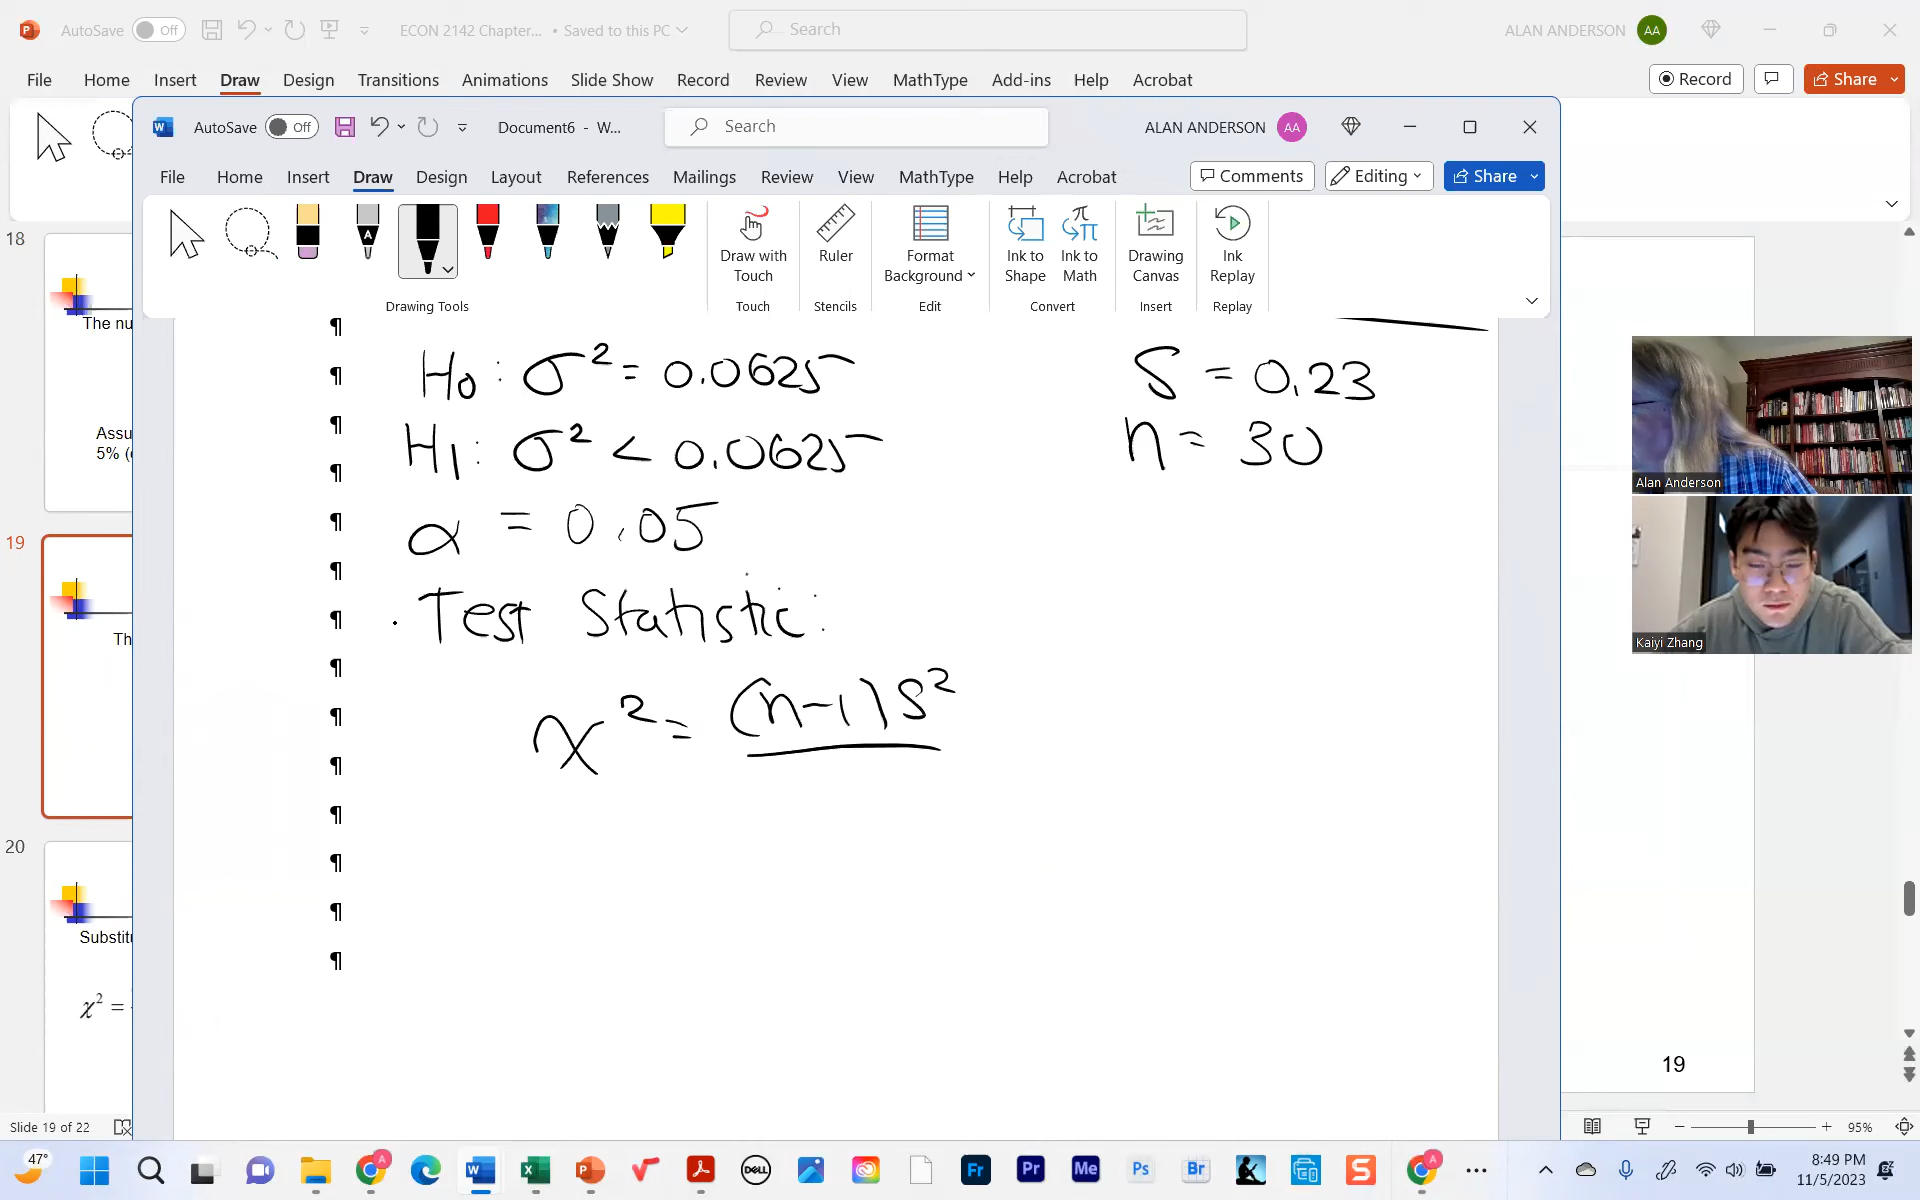 AutoSave Off ECON 2142 Chapter... • Saved to this PC Search ALAN ANDERSON AA
File Home Insert Draw Design Transitions Animations Slide Show Record Review View MathType Add-ins Help Acrobat Record Share
AutoSave Off Document6 - W... Search ALAN ANDERSON AA
File Home Insert Draw Design Layout References Mailings Review View MathType Help Acrobat Comments Editing Share
Draw with Touch
Ruler
Format Background
Ink to Shape
Ink to Math
Drawing Canvas
Ink Replay
Drawing Tools Touch Stencils Edit Convert Insert Replay
18
The nu
Assu
5% (
19
Th
20
Substitu
χ² =
H0 : σ² = 0.0625
H1 : σ² < 0.0625
α = 0.05
Test Statistic:
χ² = (n-1)S²
S = 0.23
n = 30
Alan Anderson
Kaiyi Zhang
19
Slide 19 of 22 95%
47° 8:49 PM
11/5/2023